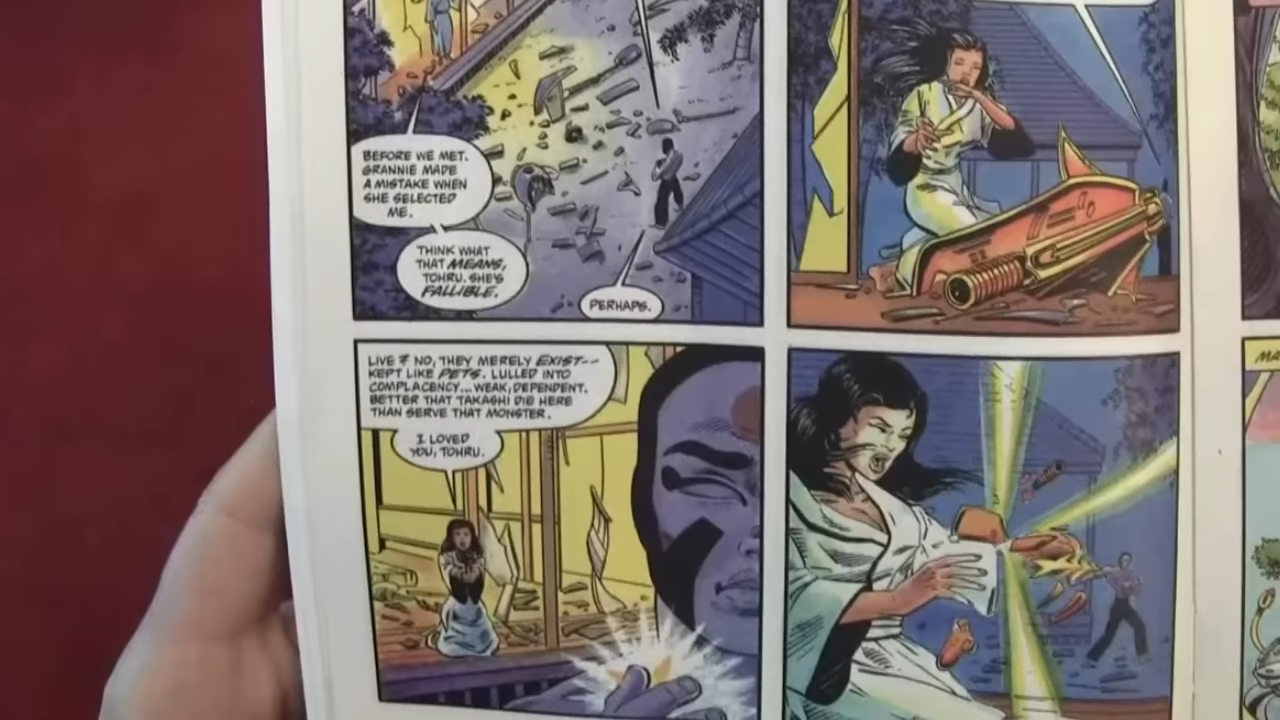 BEFORE WE MET.
GRANNIE MADE
A MISTAKE WHEN
SHE SELECTED
ME.
THINK WHAT
THAT MEANS,
TOHRU. SHE'S
FALLIBLE.
PERHAPS.
LIVE? NO, THEY MERELY EXIST--
KEPT LIKE PETS. LULLED INTO
COMPLACENCY...WEAK, DEPENDENT.
BETTER THAT TAKASHI DIE HERE
THAN SERVE THAT MONSTER.
I LOVED
YOU, TOHRU.